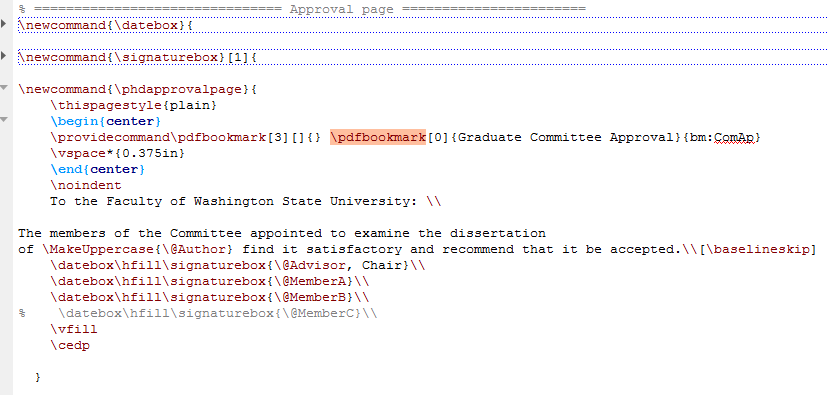 % =============================== Approval page =======================
\newcommand{\datebox}{
\newcommand{\signaturebox}[1]{
\newcommand{\phdapprovalpage}{
\thispagestyle{plain}
\begin{center}
\providecommand\pdfbookmark[3][]{} \pdfbookmark[0]{Graduate Committee Approval}{bm:ComAp}
\vspace*{0.375in}
\end{center}
\noindent
To the Faculty of Washington State University: \\
The members of the Committee appointed to examine the dissertation
of \MakeUppercase{\@Author} find it satisfactory and recommend that it be accepted.\\[\baselineskip]
\datebox\hfill\signaturebox{\@Advisor, Chair}\\
\datebox\hfill\signaturebox{\@MemberA}\\
\datebox\hfill\signaturebox{\@MemberB}\\
% \datebox\hfill\signaturebox{\@MemberC}\\
\vfill
\cedp
}